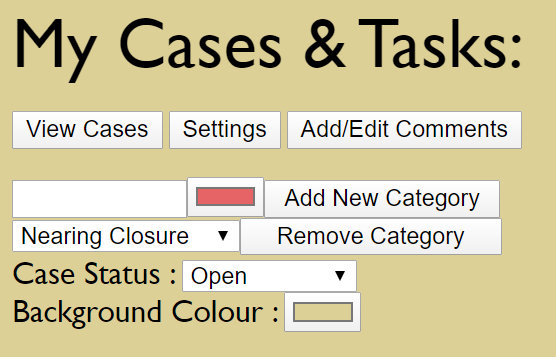 My Cases & Tasks:
View Cases Settings Add/Edit Comments
Add New Category
Nearing Closure Remove Category
Case Status : Open
Background Colour :